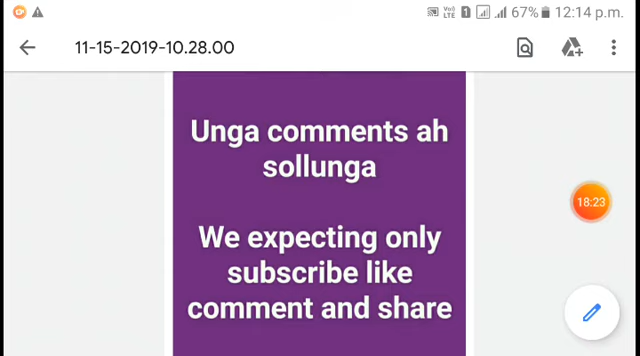 67% 12:14 p.m.
11-15-2019-10.28.00
Unga comments ah
sollunga
We expecting only
subscribe like
comment and share
18:23